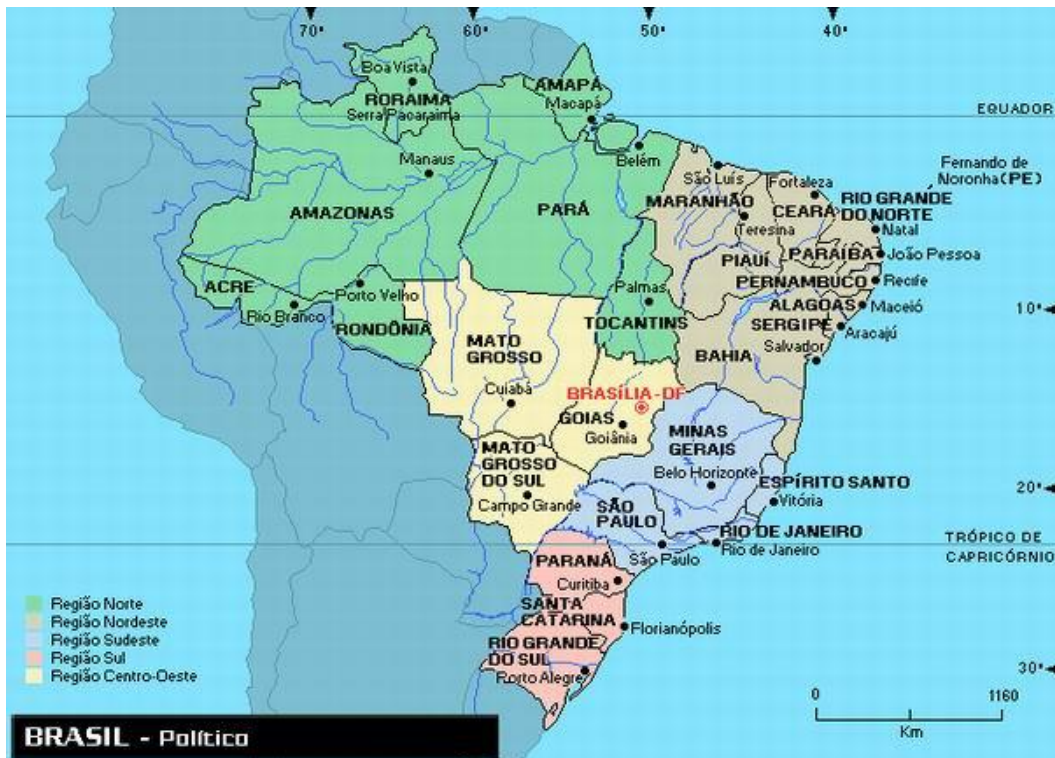 70°
60°
50°
40°
Boa Vista
RORAIMA
Serra Pacaraima
AMAPÁ
Macapá
EQUADOR
Manaus
Belém
São Luís
Fortaleza
Fernando de
Noronha(PE)
AMAZONAS
PARÁ
MARANHÃO
Teresina
CEARÁ
RIO GRANDE
DO NORTE
Natal
PIAUÍ
PARAÍBA
João Pessoa
PERNAMBUCO
Recife
ACRE
Rio Branco
Porto Velho
RONDÔNIA
Palmas
TOCANTINS
ALAGOAS
Maceió
SERGIPE
Aracajú
10°
Salvador
BAHIA
MATO
GROSSO
Cuiabá
BRASÍLIA-DF
GOIAS
Goiânia
MINAS
GERAIS
Belo Horizonte
MATO
GROSSO
DO SUL
Campo Grande
ESPÍRITO SANTO
Vitória
20°
SÃO
PAULO
São Paulo
RIO DE JANEIRO
Rio de Janeiro
TRÓPICO DE
CAPRICÓRNIO
PARANÁ
Curitiba
SANTA
CATARINA
Florianópolis
RIO GRANDE
DO SUL
Porto Alegre
30°
Região Norte
Região Nordeste
Região Sudeste
Região Sul
Região Centro-Oeste
0
1160
Km
BRASIL - Político